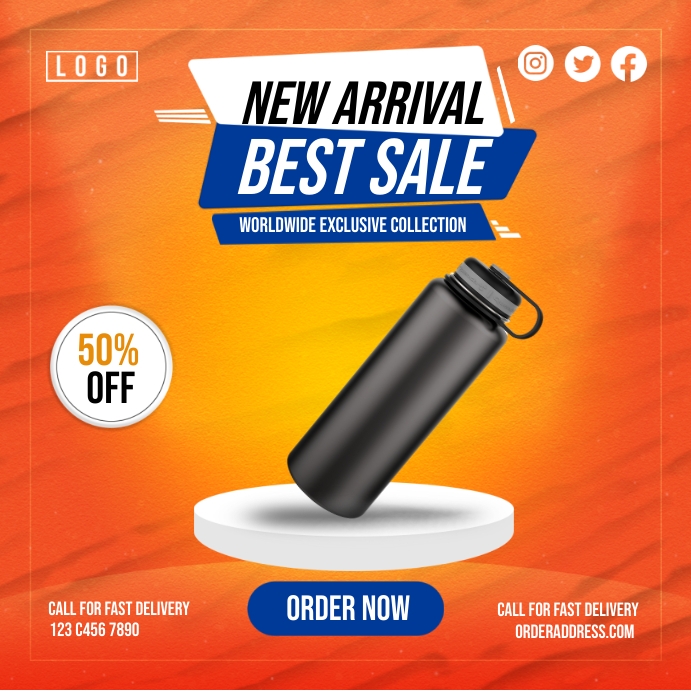 LOGO
NEW ARRIVAL
BEST SALE
WORLDWIDE EXCLUSIVE COLLECTION
50%
OFF
ORDER NOW
CALL FOR FAST DELIVERY
123 C456 7890
CALL FOR FAST DELIVERY
ORDERADDRESS.COM